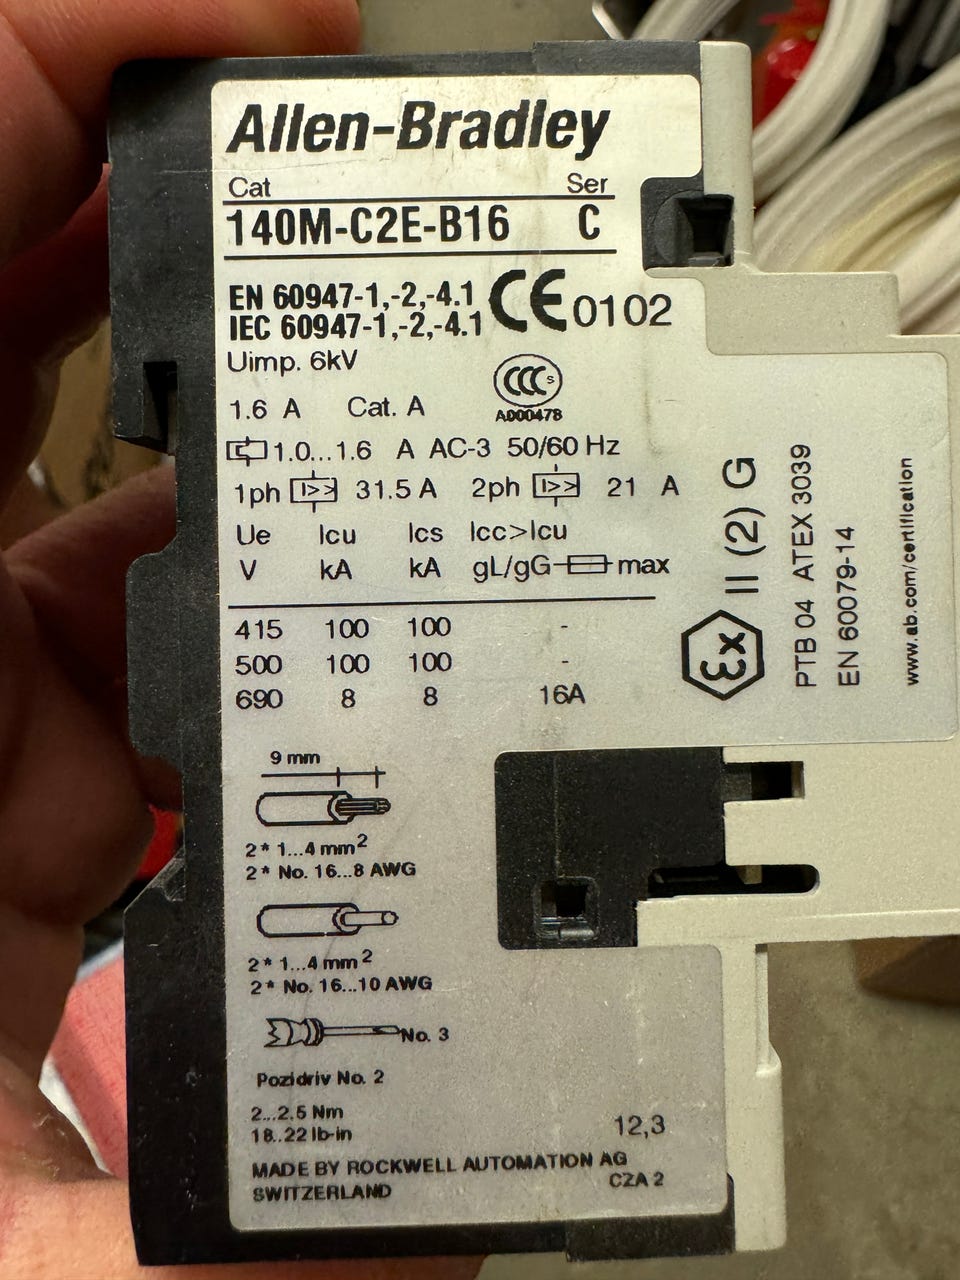 Allen-Bradley
Cat Ser
140M-C2E-B16 C
EN 60947-1,-2,-4.1
IEC 60947-1,-2,-4.1
CE 0102
Uimp. 6kV
CCC S
A000478
1.6 A Cat. A
1.0...1.6 A AC-3 50/60 Hz
1ph I>> 31.5 A 2ph I>> 21 A
Ue Icu Ics Icc>Icu
V kA kA gL/gG max
415 100 100 -
500 100 100 -
690 8 8 16A
Ex II (2) G
PTB 04 ATEX 3039
EN 60079-14
www.ab.com/certification
9 mm
2* 1...4 mm²
2* No. 16...8 AWG
2* 1...4 mm²
2* No. 16...10 AWG
No. 3
Pozidriv No. 2
2...2.5 Nm
18..22 lb-in
12,3
MADE BY ROCKWELL AUTOMATION AG
SWITZERLAND CZA 2